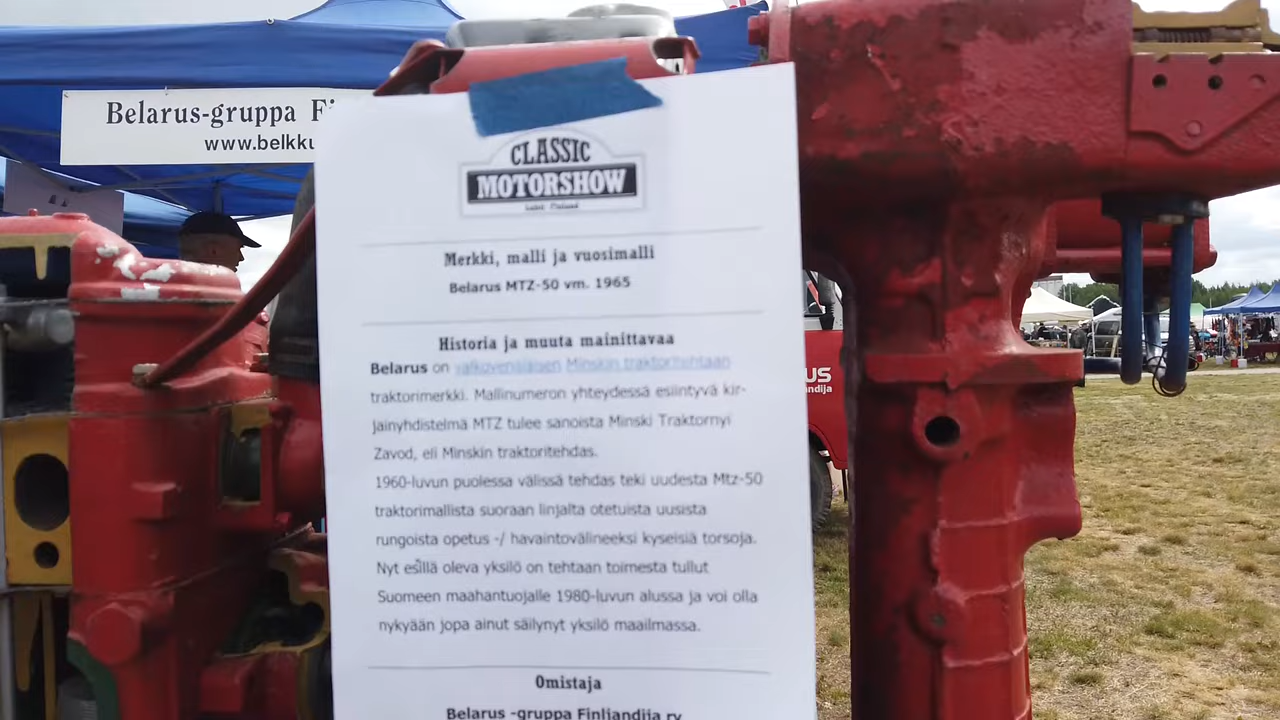 Belarus-gruppa Fi
www.belkku
CLASSIC
MOTORSHOW
Lahti Finland
Merkki, malli ja vuosimalli
Belarus MTZ-50 vm. 1965
Historia ja muuta mainittavaa
Belarus on valkovenäläisen Minskin traktoritehtaan
traktorimerkki. Mallinumeron yhteydessä esiintyvä kir-
jainyhdistelmä MTZ tulee sanoista Minski Traktornyi
Zavod, eli Minskin traktoritehdas.
1960-luvun puolessa välissä tehdas teki uudesta Mtz-50
traktorimallista suoraan linjalta otetuista uusista
rungoista opetus -/ havaintovälineeksi kyseisiä torsoja.
Nyt esillä oleva yksilö on tehtaan toimesta tullut
Suomeen maahantuojalle 1980-luvun alussa ja voi olla
nykyään jopa ainut säilynyt yksilö maailmassa.
Omistaja
Belarus -gruppa Finljandija ry
US
andija